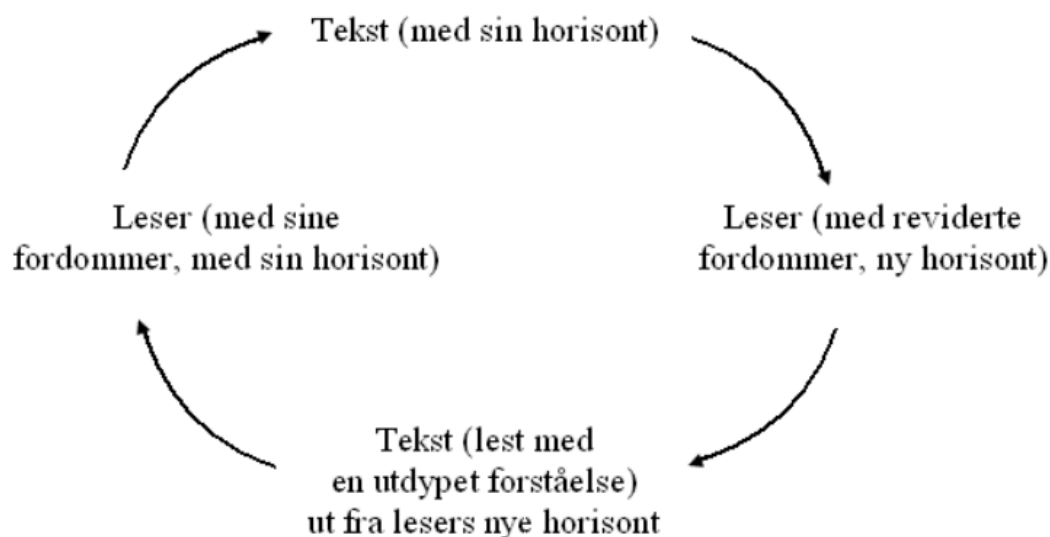 Tekst (med sin horisont)
Leser (med sine
fordommer, med sin horisont)
Leser (med reviderte
fordommer, ny horisont)
Tekst (lest med
en utdypet forståelse)
ut fra lesers nye horisont